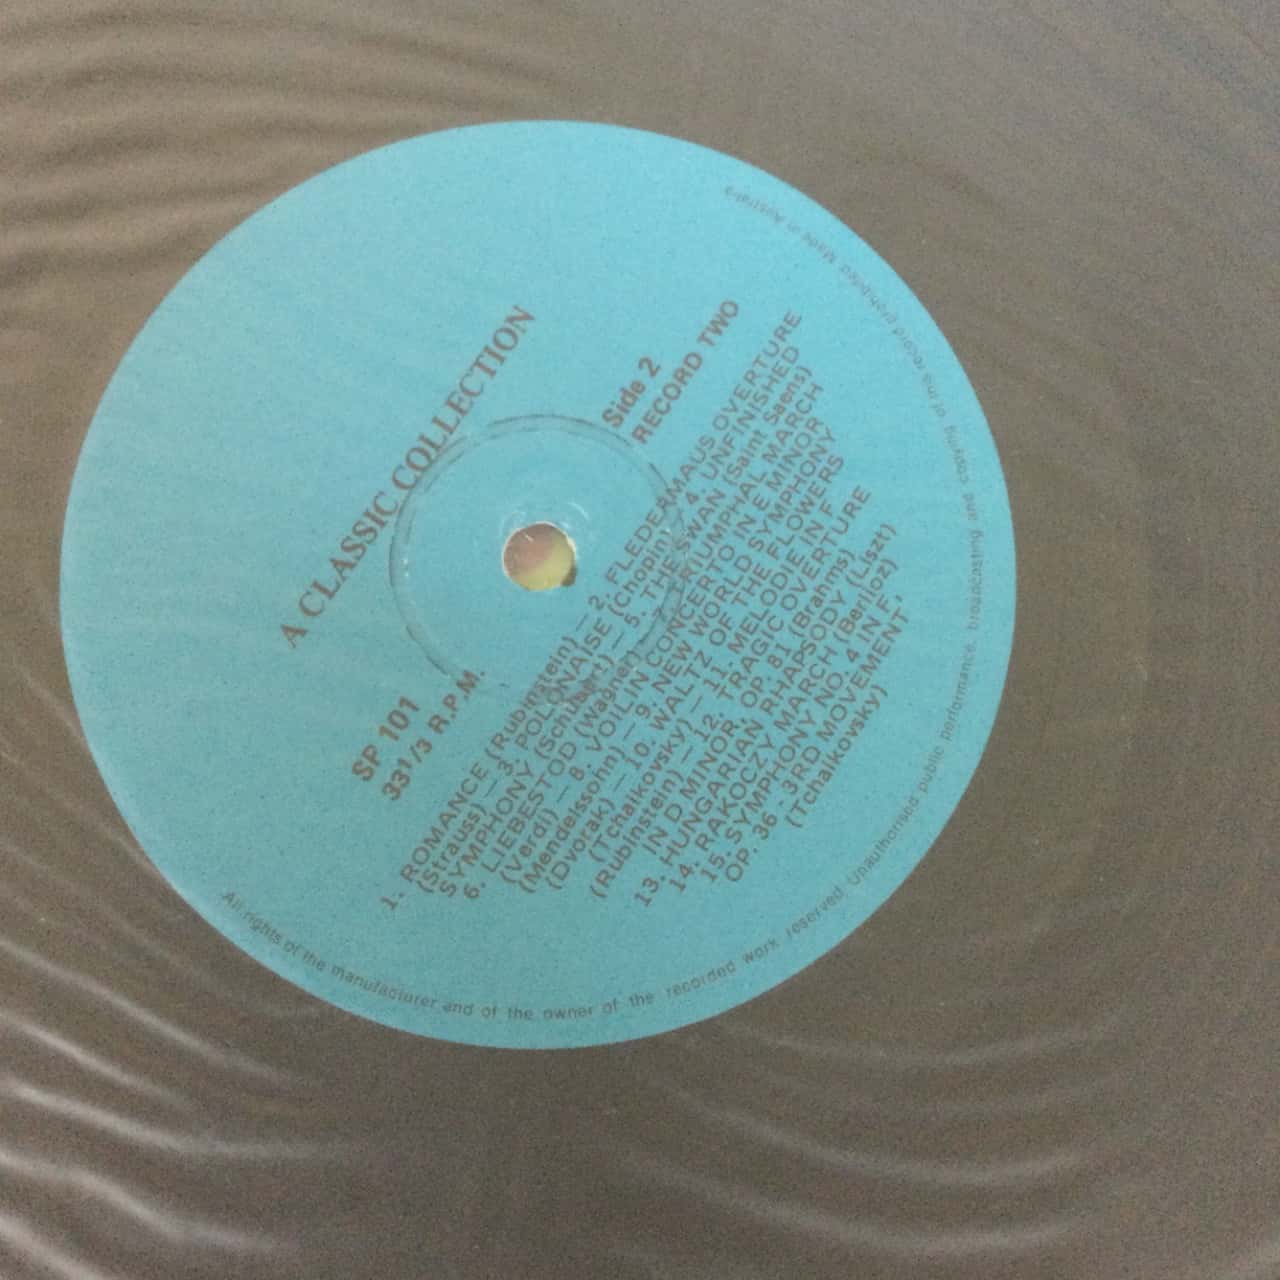 A CLASSIC COLLECTION
SP 101
33 1/3 R.P.M.
Side 2
RECORD TWO
1. ROMANCE (Rubinstein) — 2. FLEDERMAUS OVERTURE
(Strauss) — 3. POLONAISE (Chopin) — 4. UNFINISHED
SYMPHONY (Schubert) — 5. THE SWAN (Saint Saens)
6. LIEBESTOD (Wagner) — TRIUMPHAL MARCH
(Verdi) — 8. VOILIN CONCERTO IN E MINOR
(Mendelssohn) — 9. NEW WORLD SYMPHONY
(Dvorak) — 10. WALTZ OF THE FLOWERS
(Tchaikovsky) — 11. MELODIE IN F
(Rubinstein) — 12. TRAGIC OVERTURE
IN D MINOR, OP. 81 (Brahms)
13. HUNGARIAN RHAPSODY (Liszt)
14. RAKOCZY MARCH (Berlioz)
15. SYMPHONY NO. 4 IN F,
OP. 36 - 3RD MOVEMENT
(Tchaikovsky)
All rights of the manufacturer and of the owner of the recorded work reserved. Unauthorised public performance, broadcasting and copying of this record prohibited. Made in Australia